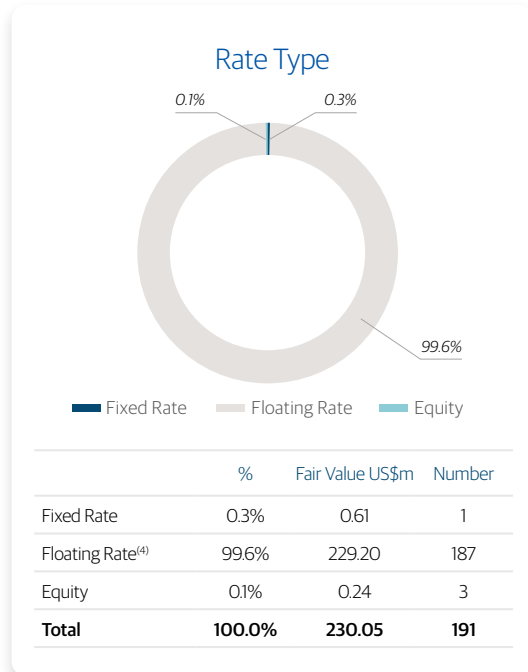 Rate Type
0.1% 0.3%
99.6%
Fixed Rate Floating Rate Equity
% Fair Value US$m Number
Fixed Rate 0.3% 0.61 1
Floating Rate(4) 99.6% 229.20 187
Equity 0.1% 0.24 3
Total 100.0% 230.05 191